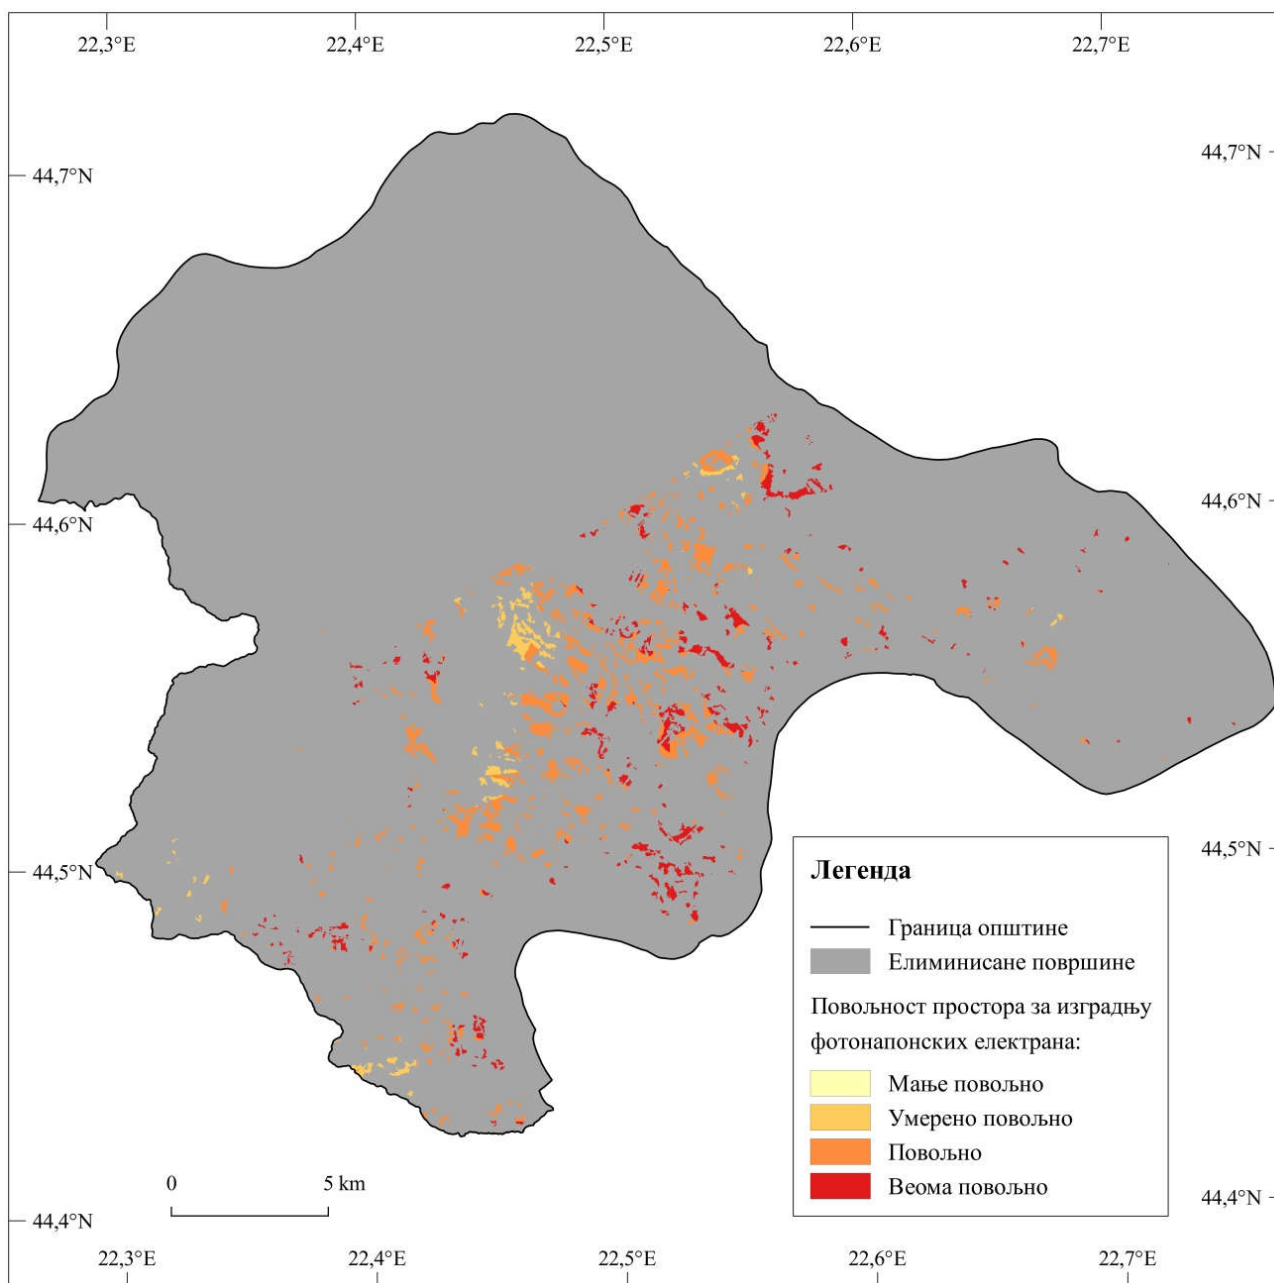 22,3°E 22,4°E 22,5°E 22,6°E 22,7°E
44,7°N
44,7°N
44,6°N
44,6°N
44,5°N
44,5°N
Легенда
Граница општине
Елиминисане површине
Повољност простора за изградњу
фотонапонских електрана:
Мање повољно
Умерено повољно
Повољно
Веома повољно
0 5 km
44,4°N
44,4°N
22,3°E 22,4°E 22,5°E 22,6°E 22,7°E